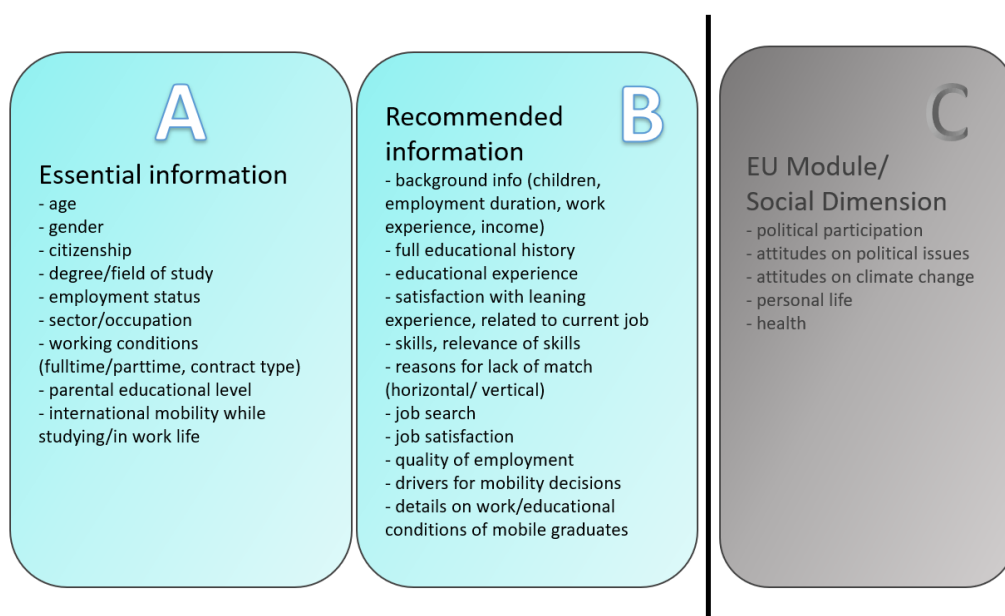 A
Essential information
- age
- gender
- citizenship
- degree/field of study
- employment status
- sector/occupation
- working conditions
(fulltime/parttime, contract type)
- parental educational level
- international mobility while
studying/in work life
B
Recommended
information
- background info (children,
employment duration, work
experience, income)
- full educational history
- educational experience
- satisfaction with leaning
experience, related to current job
- skills, relevance of skills
- reasons for lack of match
(horizontal/ vertical)
- job search
- job satisfaction
- quality of employment
- drivers for mobility decisions
- details on work/educational
conditions of mobile graduates
C
EU Module/
Social Dimension
- political participation
- attitudes on political issues
- attitudes on climate change
- personal life
- health